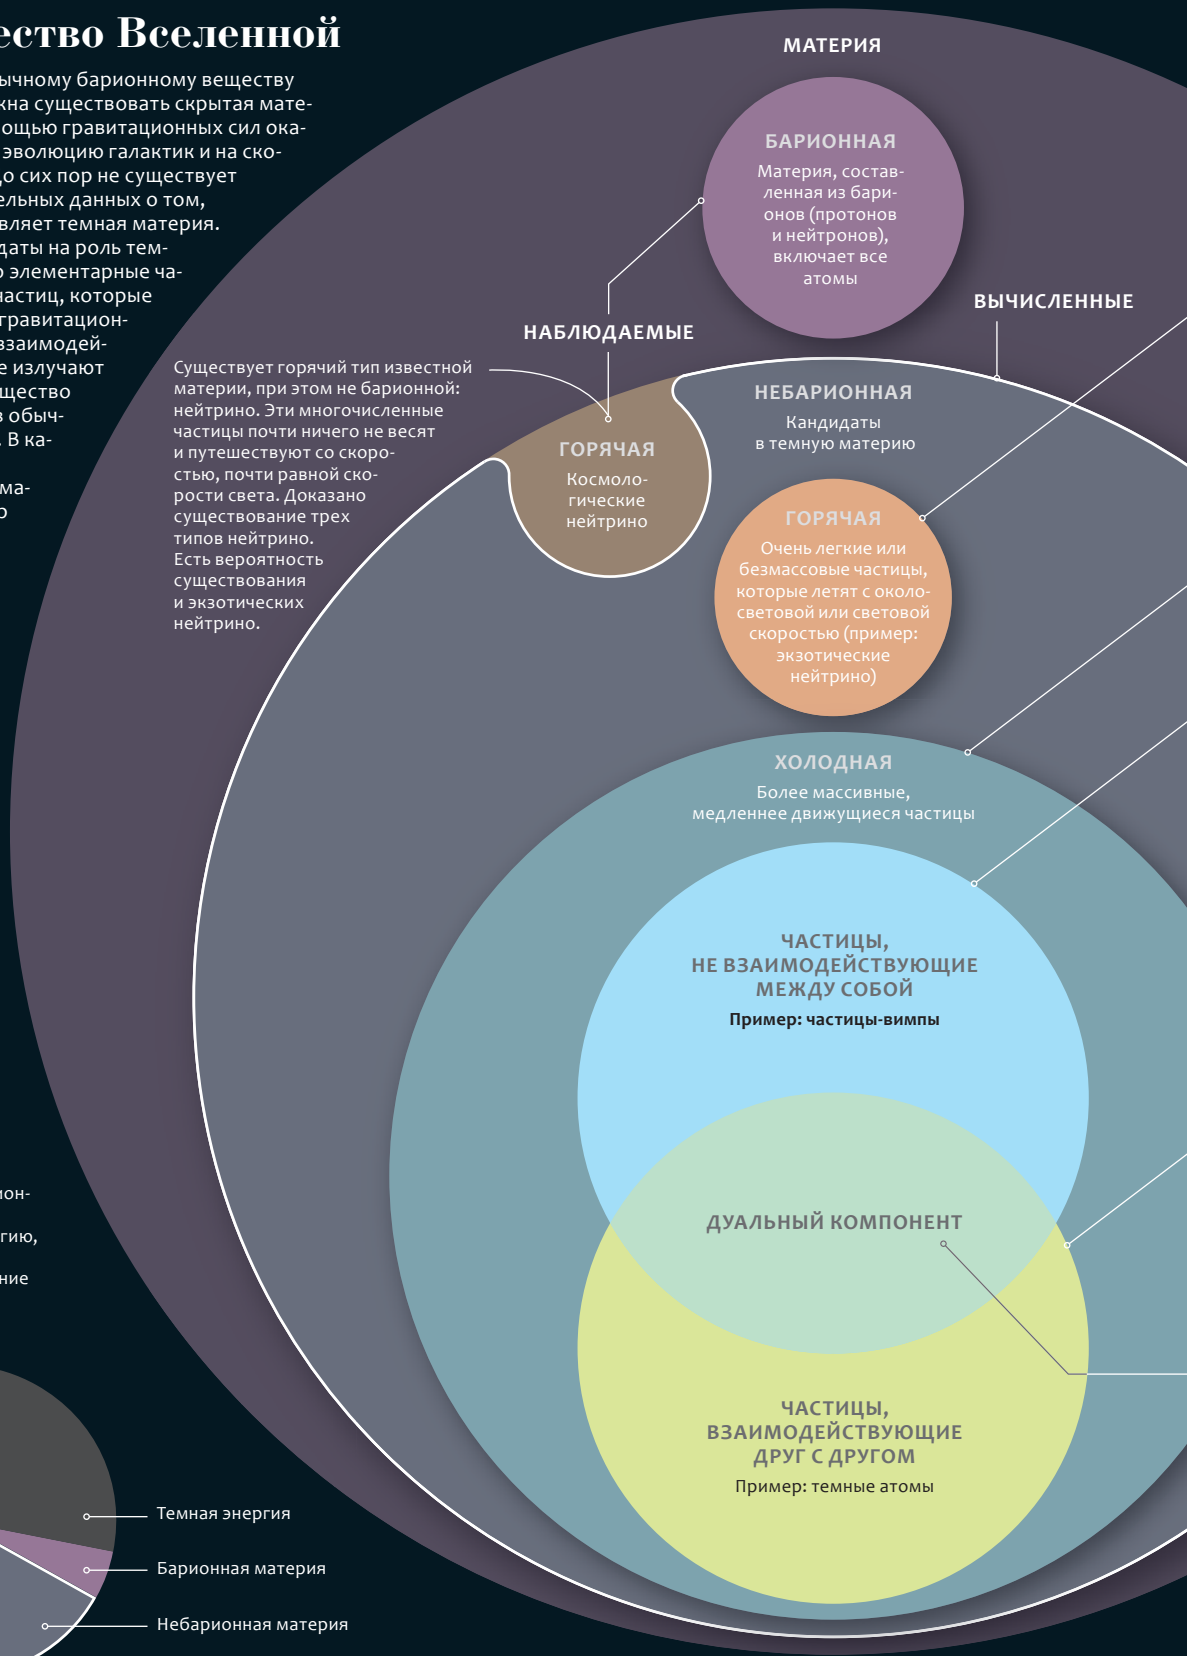 ество Вселенной
ычному барионному веществу
жна существовать скрытая мате-
ощью гравитационных сил ока-
эволюцию галактик и на ско-
до сих пор не существует
ельных данных о том,
вляет темная материя.
даты на роль тем-
о элементарные ча-
настиц, которые
гравитацион-
взаимодей-
е излучают
щество
в обыч-
. В ка-
ма-
р
МАТЕРИЯ
БАРИОННАЯ
Материя, состав-
ленная из бари-
онов (протонов
и нейтронов),
включает все
атомы
ВЫЧИСЛЕННЫЕ
НАБЛЮДАЕМЫЕ
Существует горячий тип известной
материи, при этом не барионной:
нейтрино. Эти многочисленные
частицы почти ничего не весят
и путешествуют со скоро-
стью, почти равной ско-
рости света. Доказано
существование трех
типов нейтрино.
Есть вероятность
существования
и экзотических
нейтрино.
ГОРЯЧАЯ
Космоло-
гические
нейтрино
НЕБАРИОННАЯ
Кандидаты
в темную материю
ГОРЯЧАЯ
Очень легкие или
безмассовые частицы,
которые летят с около-
световой или световой
скоростью (пример:
экзотические
нейтрино)
ХОЛОДНАЯ
Более массивные,
медленнее движущиеся частицы
ЧАСТИЦЫ,
НЕ ВЗАИМОДЕЙСТВУЮЩИЕ
МЕЖДУ СОБОЙ
Пример: частицы-вимпы
ДУАЛЬНЫЙ КОМПОНЕНТ
ЧАСТИЦЫ,
ВЗАИМОДЕЙСТВУЮЩИЕ
ДРУГ С ДРУГОМ
Пример: темные атомы
ион-
гию,
ние
Темная энергия
Барионная материя
Небарионная материя